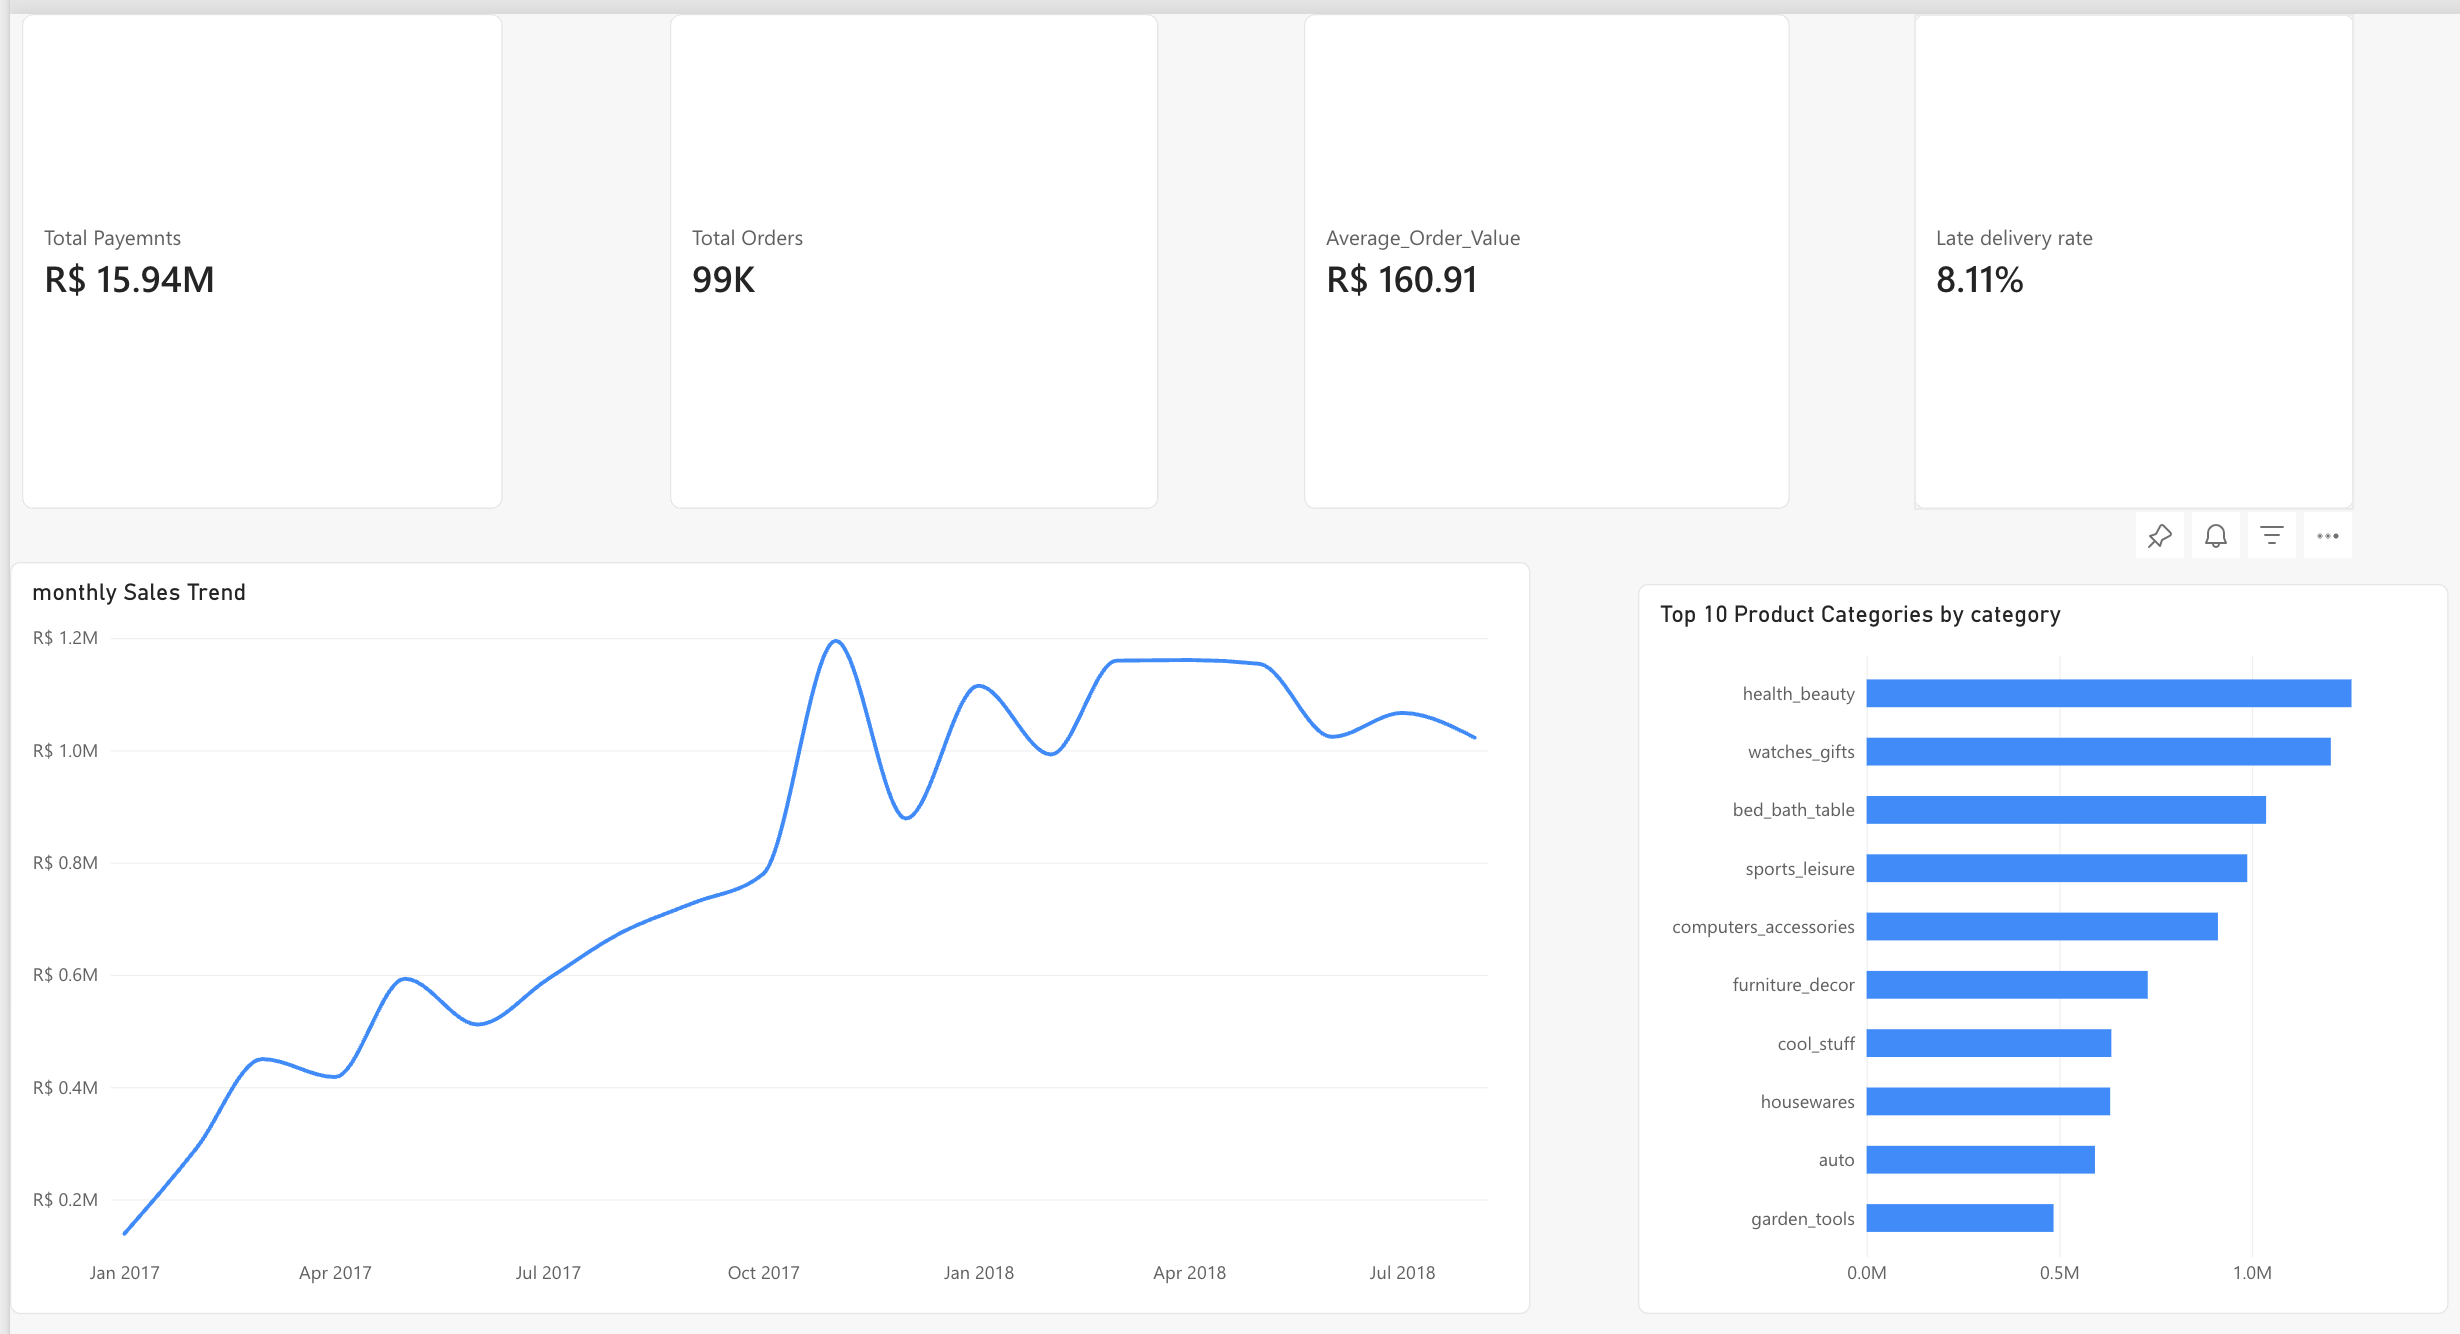 Total Payemnts
R$ 15.94M
Total Orders
99K
Average_Order_Value
R$ 160.91
Late delivery rate
8.11%
monthly Sales Trend
R$ 1.2M
R$ 1.0M
R$ 0.8M
R$ 0.6M
R$ 0.4M
R$ 0.2M
Jan 2017 Apr 2017 Jul 2017 Oct 2017 Jan 2018 Apr 2018 Jul 2018
Top 10 Product Categories by category
health_beauty
watches_gifts
bed_bath_table
sports_leisure
computers_accessories
furniture_decor
cool_stuff
housewares
auto
garden_tools
0.0M 0.5M 1.0M